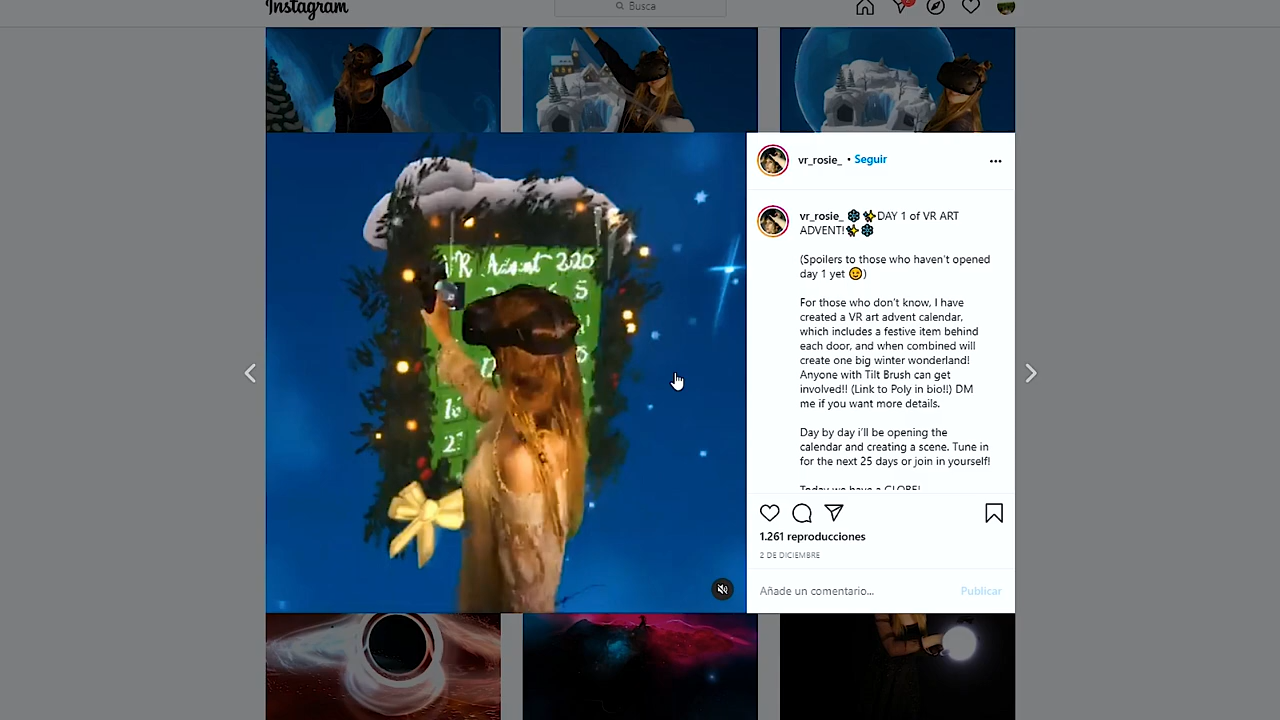 Instagram
Busca
vr_rosie_ • Seguir
vr_rosie_ DAY 1 of VR ART
ADVENT!
(Spoilers to those who haven't opened
day 1 yet 😉)
For those who don't know, I have
created a VR art advent calendar,
which includes a festive item behind
each door, and when combined will
create one big winter wonderland!
Anyone with Tilt Brush can get
involved!! (Link to Poly in bio!!) DM
me if you want more details.
Day by day i'll be opening the
calendar and creating a scene. Tune in
for the next 25 days or join in yourself!
Today we have a GLOBE!
1.261 reproducciones
2 DE DICIEMBRE
Añade un comentario...
Publicar
VR Advent 2020
5